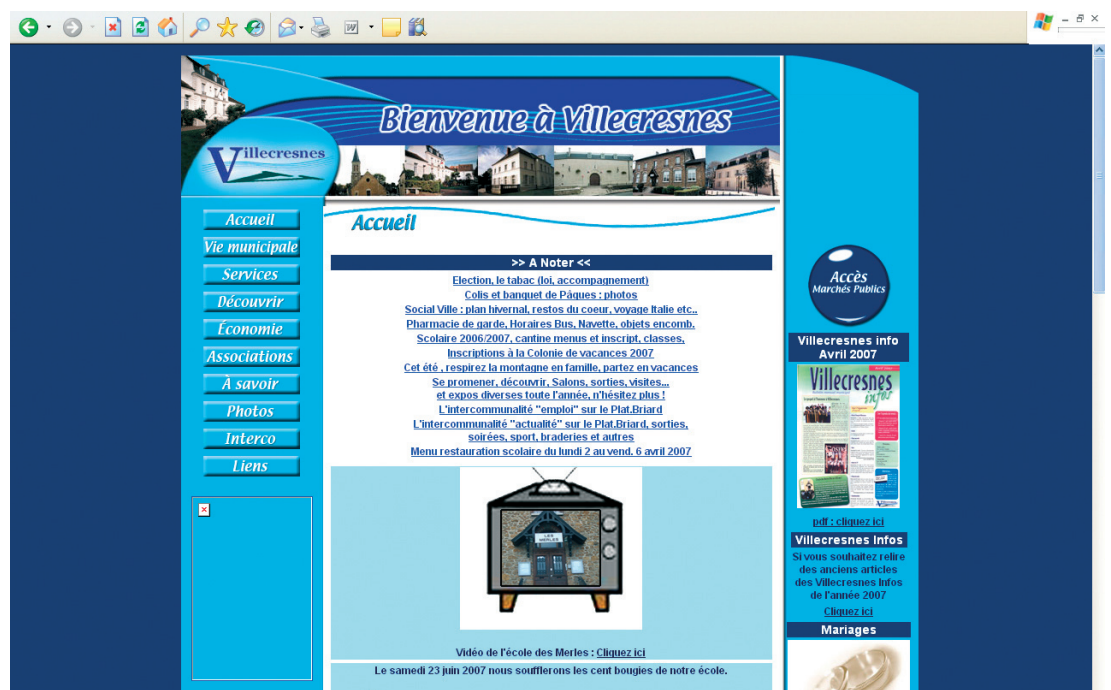 Bienvenue à Villecresnes
Villecresnes
Accueil
Vie municipale
Services
Découvrir
Économie
Associations
À savoir
Photos
Interco
Liens
Accueil
>> A Noter <<
Election, le tabac (loi, accompagnement)
Colis et banquet de Pâques : photos
Social Ville : plan hivernal, restos du coeur, voyage Italie etc..
Pharmacie de garde, Horaires Bus, Navette, objets encomb.
Scolaire 2006/2007, cantine menus et inscript, classes,
Inscriptions à la Colonie de vacances 2007
Cet été , respirez la montagne en famille, partez en vacances
Se promener, découvrir, Salons, sorties, visites...
et expos diverses toute l'année, n'hésitez plus !
L'intercommunalité "emploi" sur le Plat.Briard
L'intercommunalité "actualité" sur le Plat.Briard, sorties,
soirées, sport, braderies et autres
Menu restauration scolaire du lundi 2 au vend. 6 avril 2007
LES
MERLES
Vidéo de l'école des Merles : Cliquez ici
Le samedi 23 juin 2007 nous soufflerons les cent bougies de notre école.
Accès
Marchés Publics
Villecresnes info
Avril 2007
Villecresnes
infos
pdf : cliquez ici
Villecresnes Infos
Si vous souhaitez relire
des anciens articles
des Villecresnes Infos
de l'année 2007
Cliquez ici
Mariages